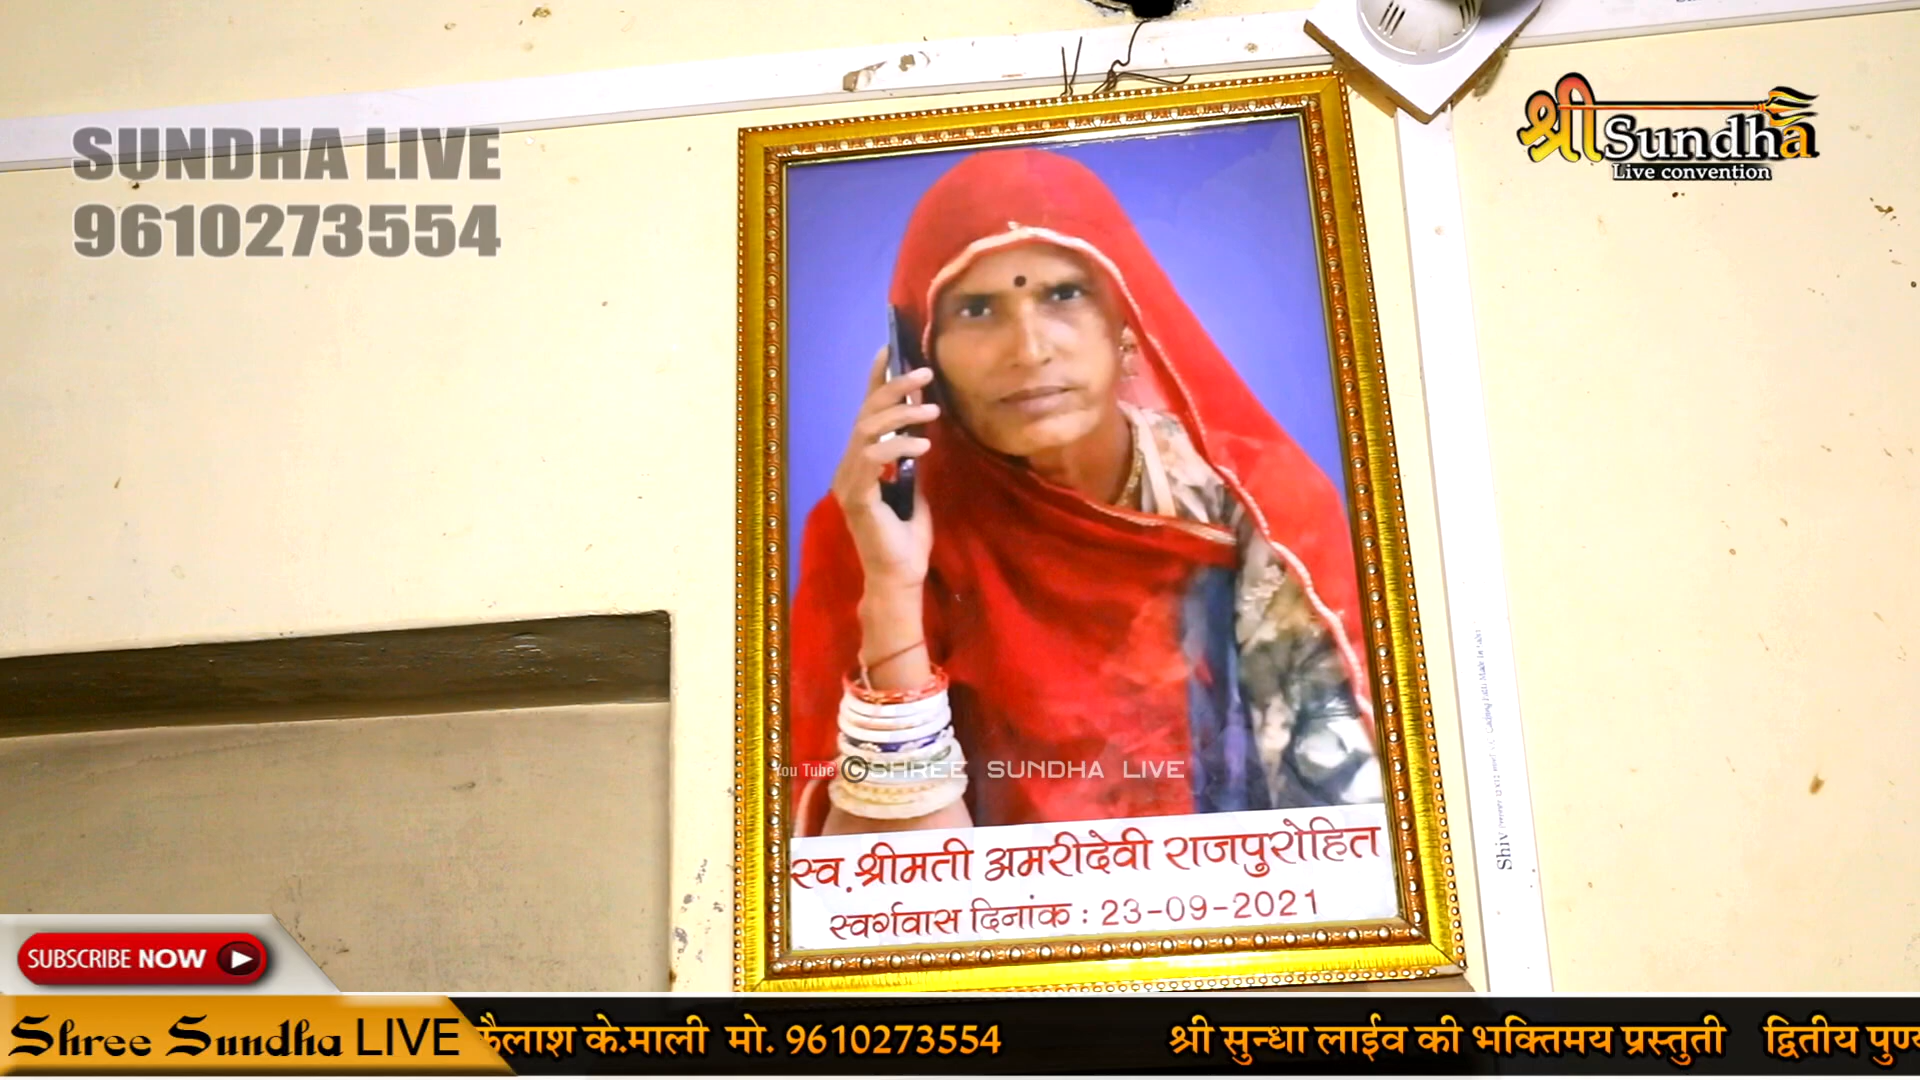 SUNDHA LIVE
9610273554
श्री Sundha
Live convention
You Tube ©SHREE SUNDHA LIVE
स्व. श्रीमती अमरीदेवी राजपुरोहित
स्वर्गवास दिनांक : 23-09-2021
Shiv
SUBSCRIBE NOW
Shree Sundha LIVE
कैलाश के.माली मो. 9610273554 श्री सुन्धा लाईव की भक्तिमय प्रस्तुती द्वितीय